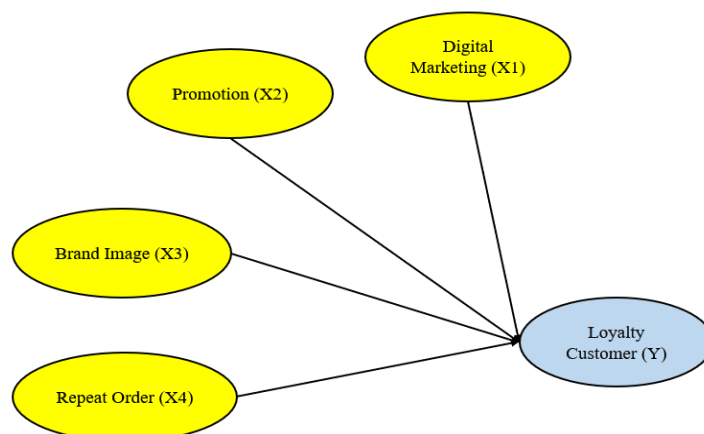 Digital
Marketing (X1)
Promotion (X2)
Brand Image (X3)
Loyalty
Customer (Y)
Repeat Order (X4)